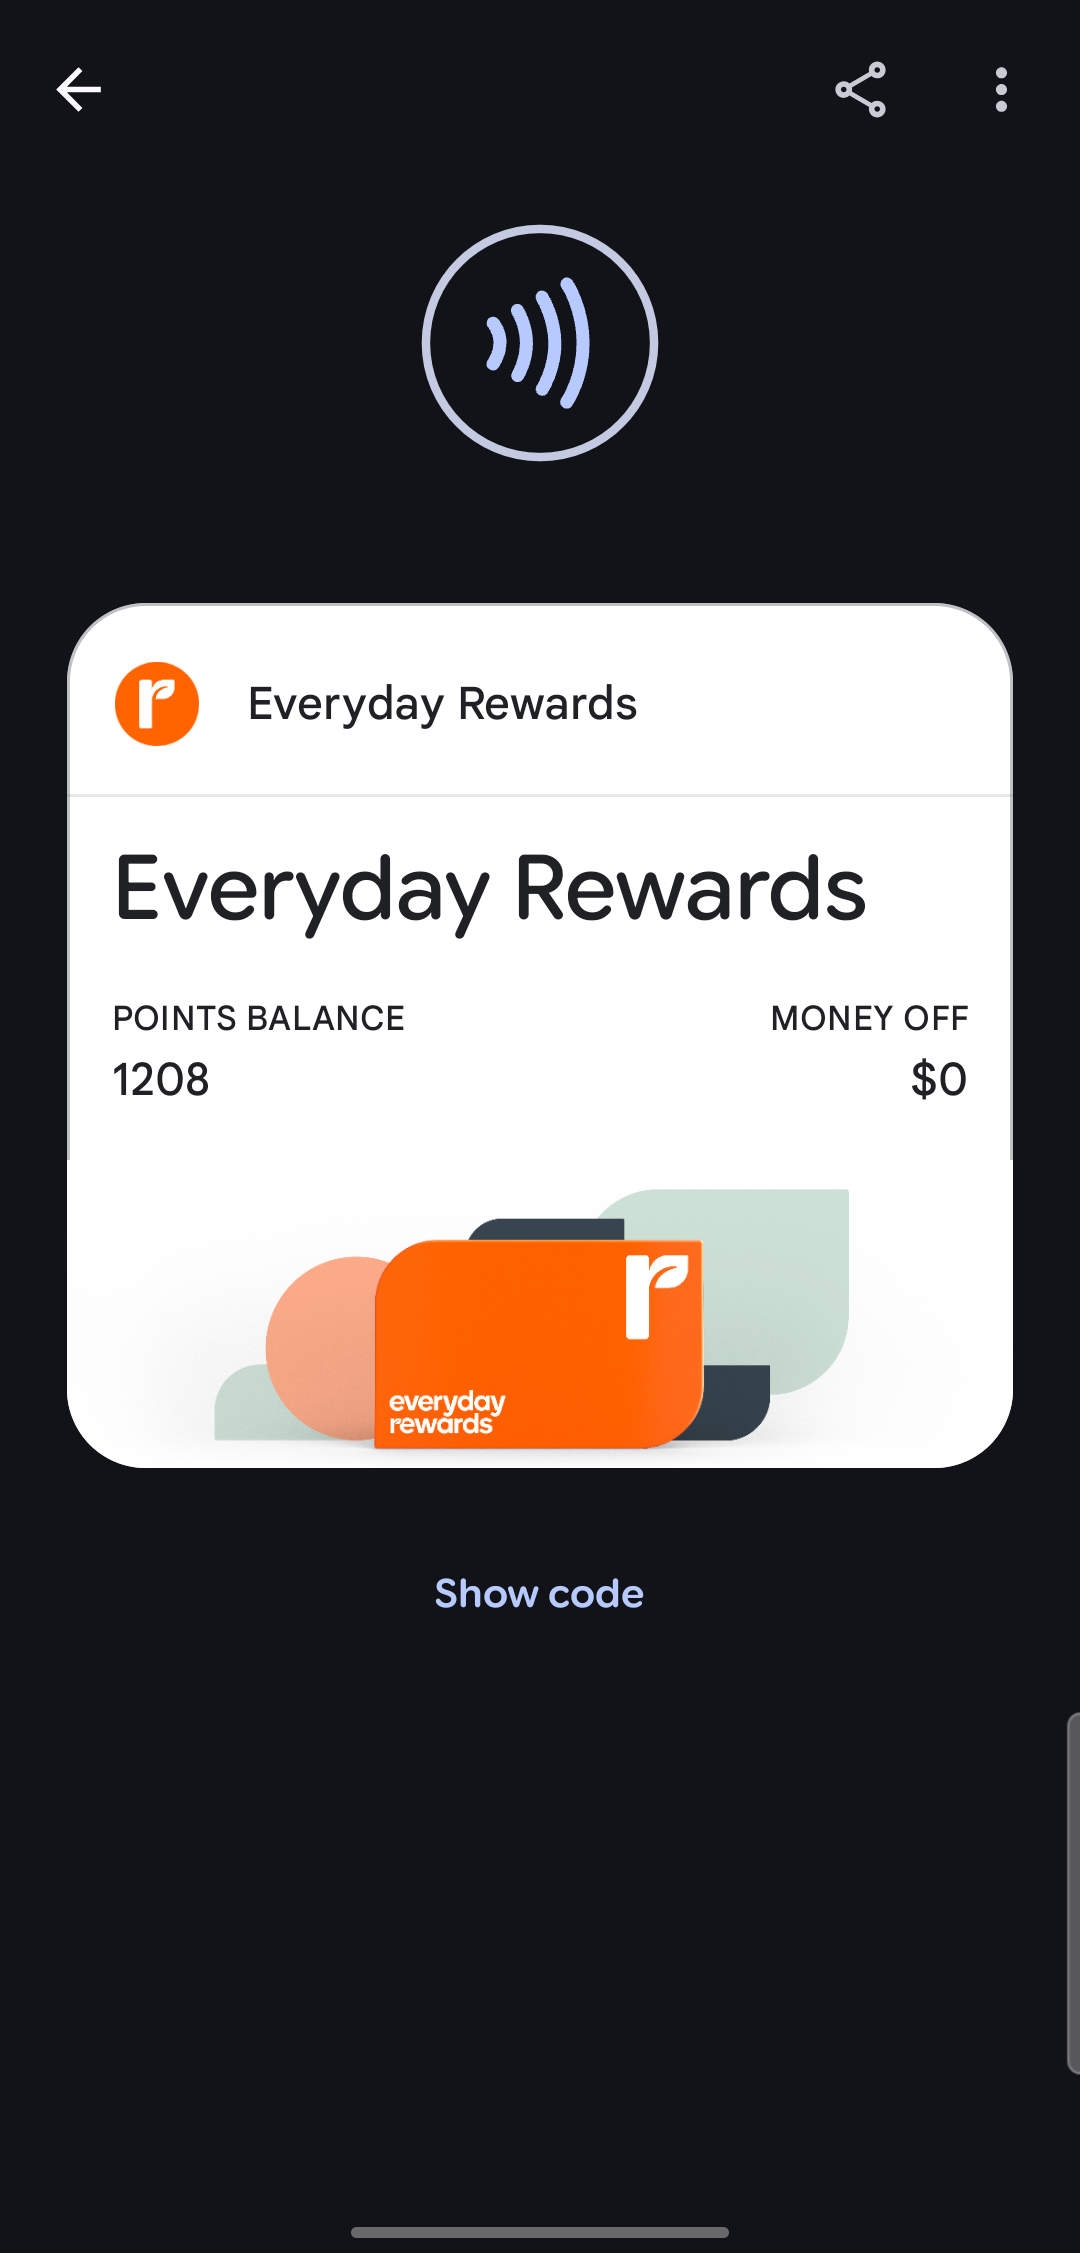 Everyday Rewards
Everyday Rewards
POINTS BALANCE
MONEY OFF
1208
$0
r
everyday
rewards
Show code